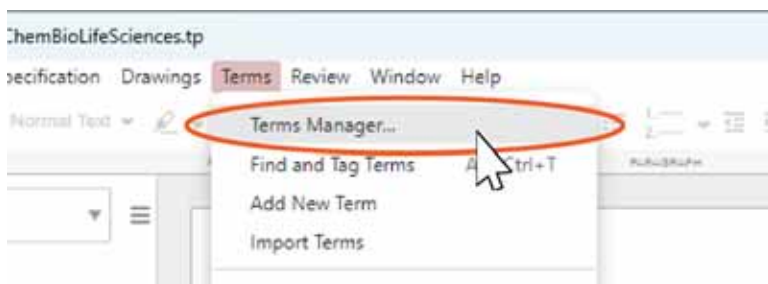 ChemBioLifeSciences.tp
pecification Drawings Terms Review Window Help
Normal Text
Terms Manager...
Find and Tag Terms Ctrl+T
Add New Term
Import Terms
PARAGRAPH